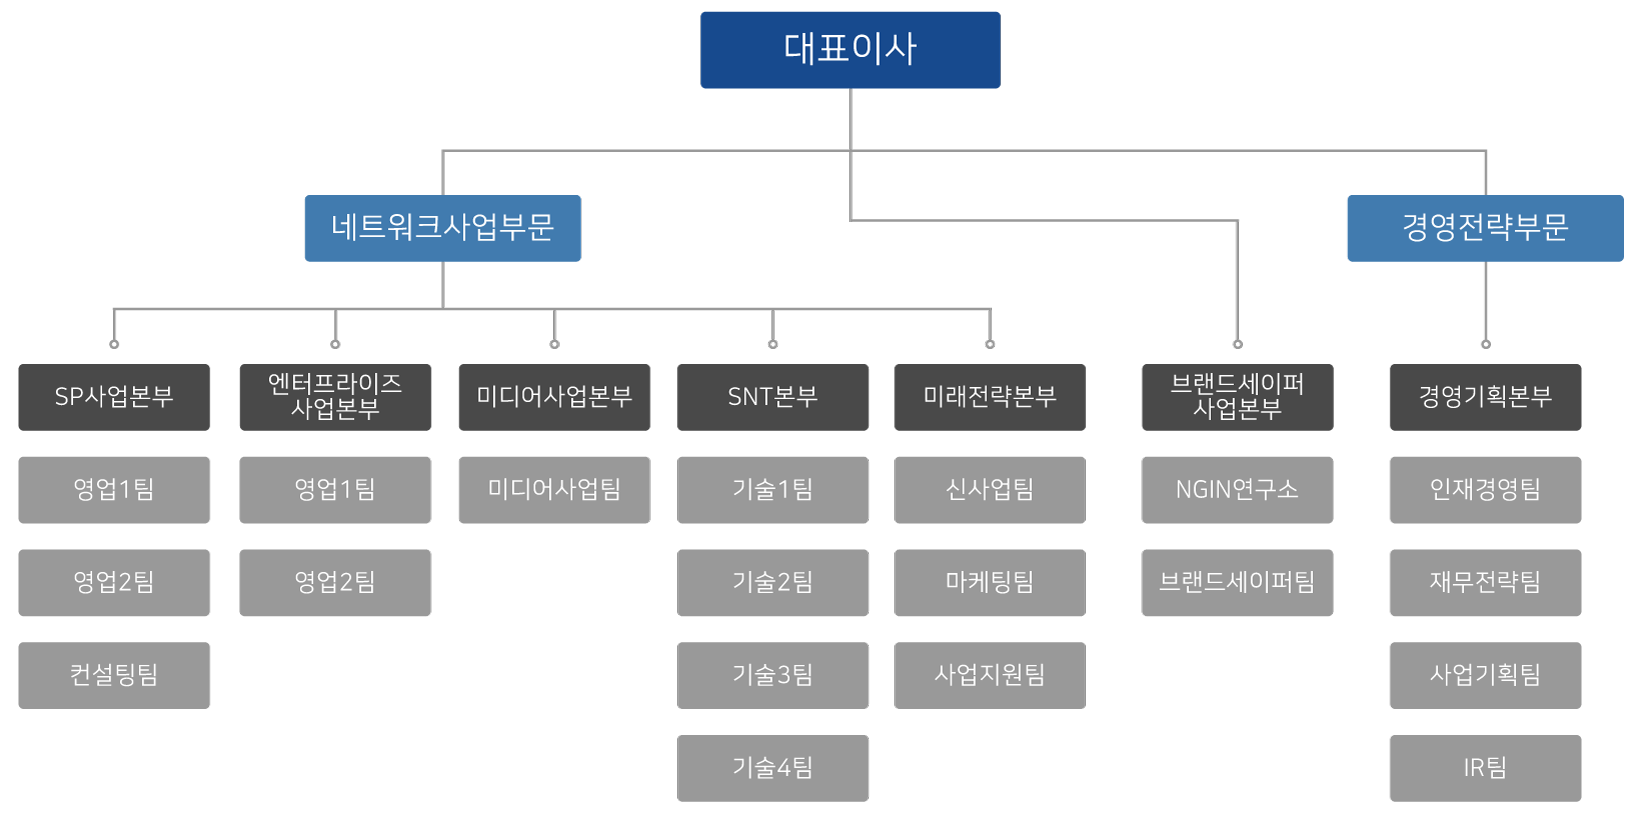 대표이사
네트워크사업부문
경영전략부문
SP사업본부
엔터프라이즈
사업본부
미디어사업본부
SNT본부
미래전략본부
브랜드세이퍼
사업본부
경영기획본부
영업1팀
영업1팀
미디어사업팀
기술1팀
신사업팀
NGIN연구소
인재경영팀
영업2팀
영업2팀
기술2팀
마케팅팀
브랜드세이퍼팀
재무전략팀
컨설팅팀
기술3팀
사업지원팀
사업기획팀
기술4팀
IR팀